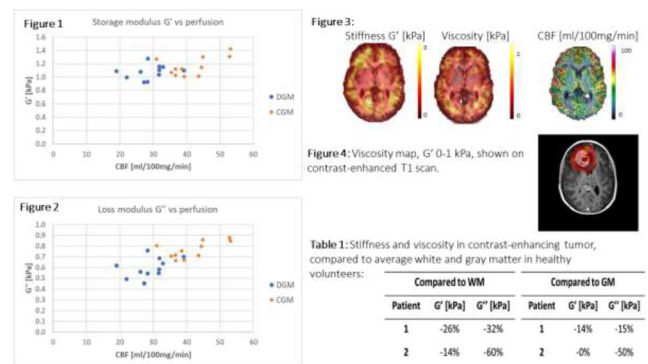 Figure 1
Storage modulus G' vs perfusion
1.6
1.4
1.2
1.0
0.8
0.6
0.4
0.2
0.0
G' [kPa]
0 10 20 30 40 50 60
CBF [ml/100mg/min]
DGM
CGM
Figure 2
Loss modulus G'' vs perfusion
1.0
0.9
0.8
0.7
0.6
0.5
0.4
0.3
0.2
0.1
0.0
G'' [kPa]
0 10 20 30 40 50 60
CBF [ml/100mg/min]
DGM
CGM
Figure 3:
Stiffness G' [kPa] Viscosity [kPa] CBF [ml/100mg/min]
3 2 100
0 0 0
Figure 4: Viscosity map, G' 0-1 kPa, shown on
contrast-enhanced T1 scan.
Table 1: Stiffness and viscosity in contrast-enhancing tumor,
compared to average white and gray matter in healthy
volunteers:
Compared to WM Compared to GM
Patient G' [kPa] G'' [kPa] Patient G' [kPa] G'' [kPa]
1 -26% -32% 1 -14% -15%
2 -14% -60% 2 -0% -50%